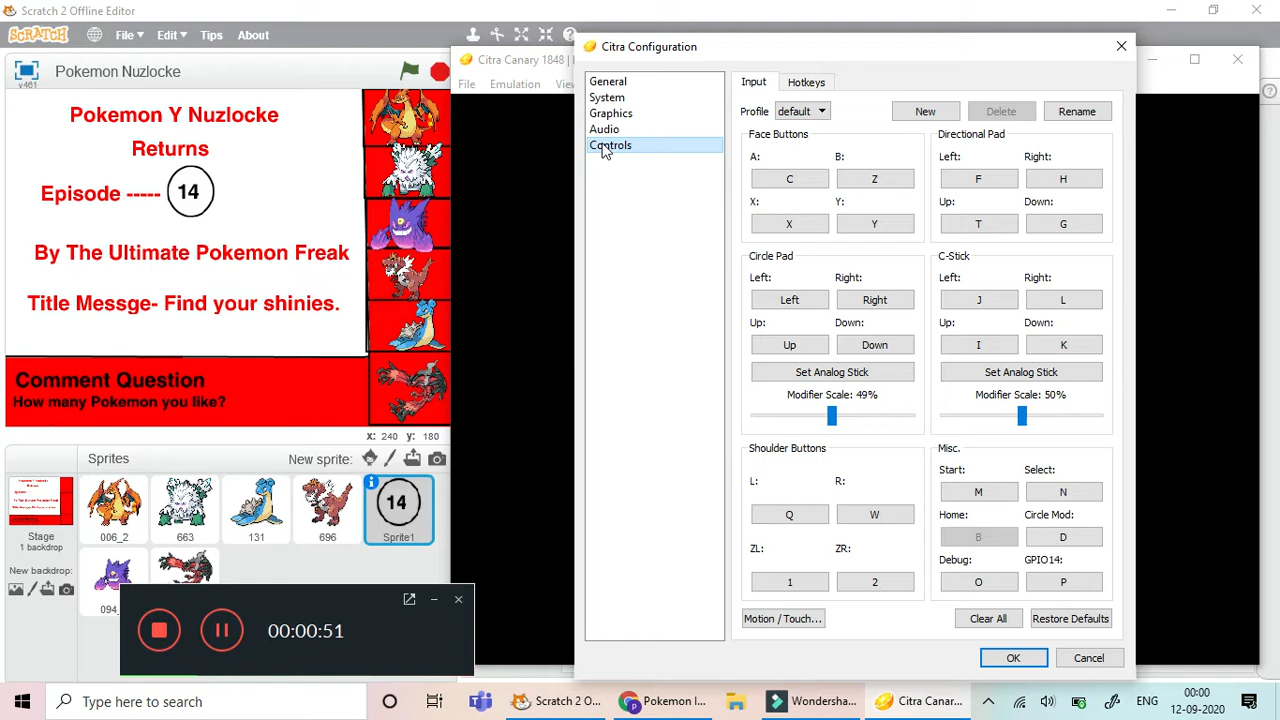 Scratch 2 Offline Editor
SCRATCH File Edit Tips About
v461 Pokemon Nuzlocke
Pokemon Y Nuzlocke
Returns
Episode ----- 14
By The Ultimate Pokemon Freak
Title Messge- Find your shinies.
Comment Question
How many Pokemon you like?
x: 240 y: 180
Sprites New sprite:
Stage
1 backdrop
New backdrop:
006_2 663 131 696 14 Sprite1
094_
00:00:51
Citra Canary 1848 |
File Emulation Vie
Citra Configuration
General
System
Graphics
Audio
Controls
Input Hotkeys
Profile default New Delete Rename
Face Buttons
A: B:
C Z
X: Y:
X Y
Directional Pad
Left: Right:
F H
Up: Down:
T G
Circle Pad
Left: Right:
Left Right
Up: Down:
Up Down
Set Analog Stick
Modifier Scale: 49%
C-Stick
Left: Right:
J L
Up: Down:
I K
Set Analog Stick
Modifier Scale: 50%
Shoulder Buttons
L: R:
Q W
ZL: ZR:
1 2
Misc.
Start: Select:
M N
Home: Circle Mod:
B D
Debug: GPIO14:
O P
Motion / Touch... Clear All Restore Defaults
OK Cancel
Type here to search
Scratch 2 O... Pokemon I... Wondersha... Citra Canar...
ENG 00:00
12-09-2020